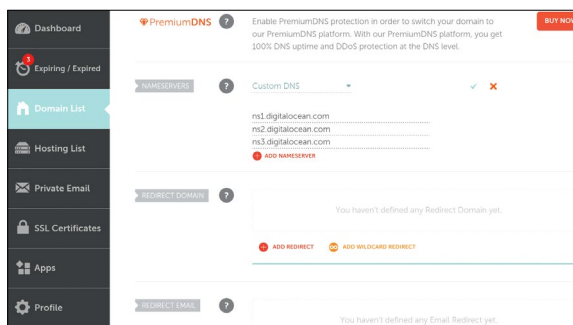 Dashboard
3
Expiring / Expired
Domain List
Hosting List
Private Email
SSL Certificates
Apps
Profile
PremiumDNS ?
Enable PremiumDNS protection in order to switch your domain to
our PremiumDNS platform. With our PremiumDNS platform, you get
100% DNS uptime and DDoS protection at the DNS level.
BUY NOW
NAMESERVERS ?
Custom DNS
ns1.digitalocean.com
ns2.digitalocean.com
ns3.digitalocean.com
ADD NAMESERVER
REDIRECT DOMAIN ?
You haven't defined any Redirect Domain yet.
ADD REDIRECT
ADD WILDCARD REDIRECT
REDIRECT EMAIL ?
You haven't defined any Email Redirect yet.